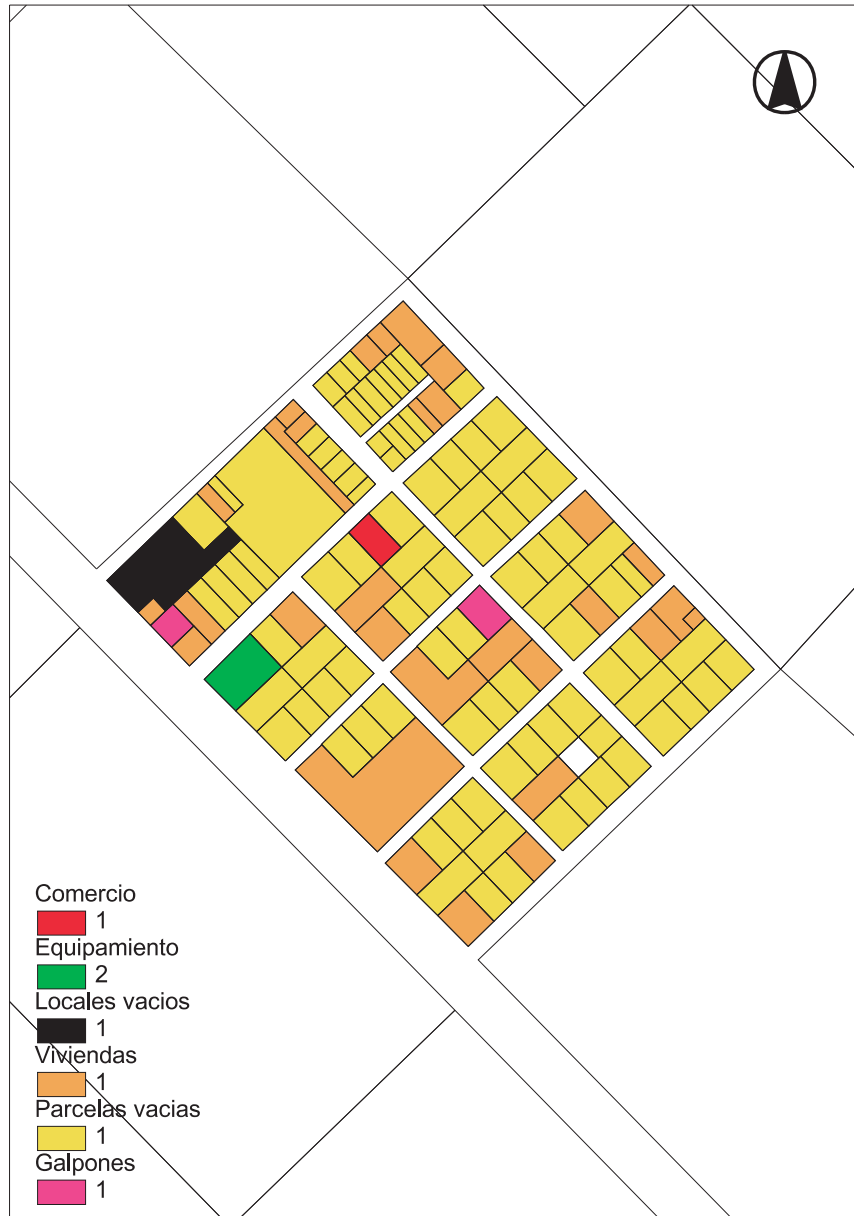 Comercio
1
Equipamiento
2
Locales vacios
1
Viviendas
1
Parcelas vacias
1
Galpones
1